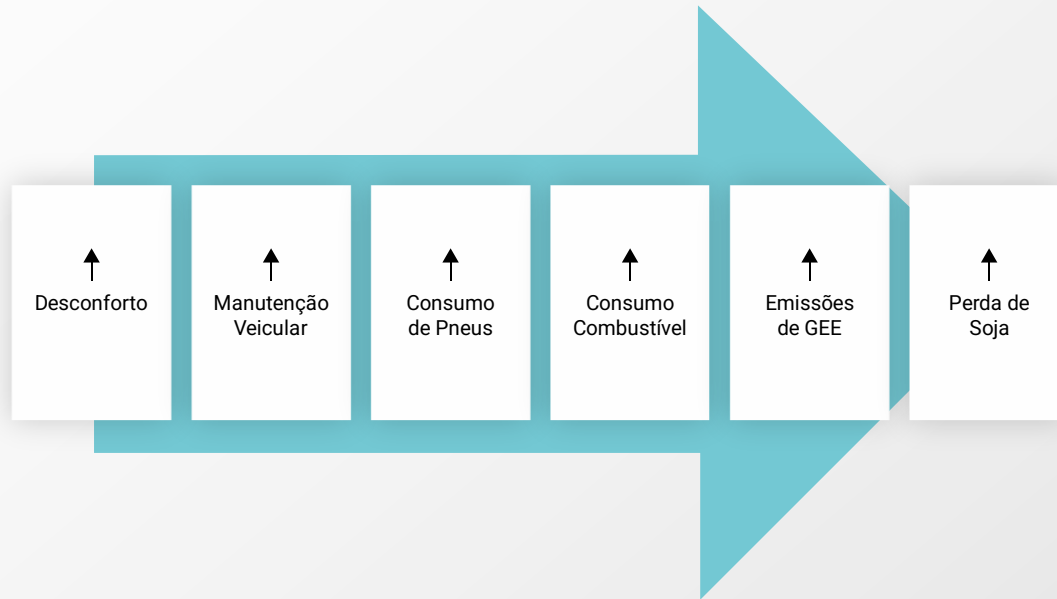 Desconforto
Manutenção
Veicular
Consumo
de Pneus
Consumo
Combustível
Emissões
de GEE
Perda de
Soja